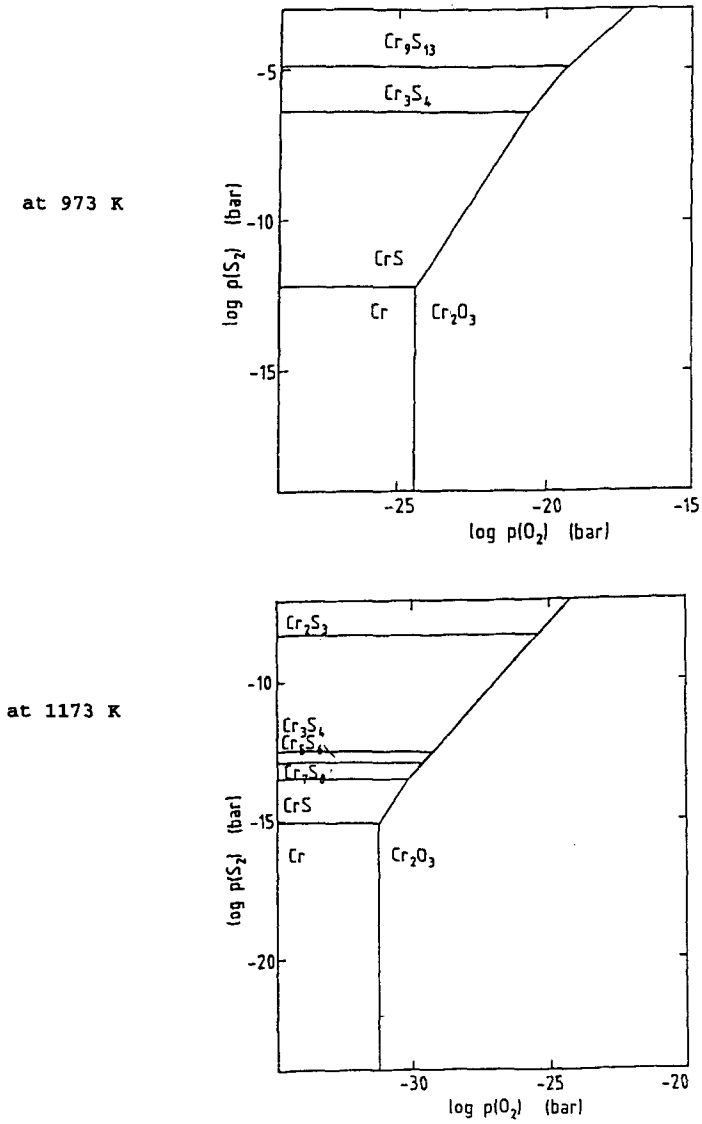 at 973 K
Cr₉S₁₃
-5
Cr₃S₄
-10
CrS
Cr
Cr₂O₃
-15
log p(S₂) (bar)
-25
-20
-15
log p(O₂) (bar)
at 1173 K
Cr₂S₃
-10
Cr₃S₄
Cr₅S₆
Cr₇S₈
CrS
-15
Cr
Cr₂O₃
-20
log p(S₂) (bar)
-30
-25
-20
log p(O₂) (bar)